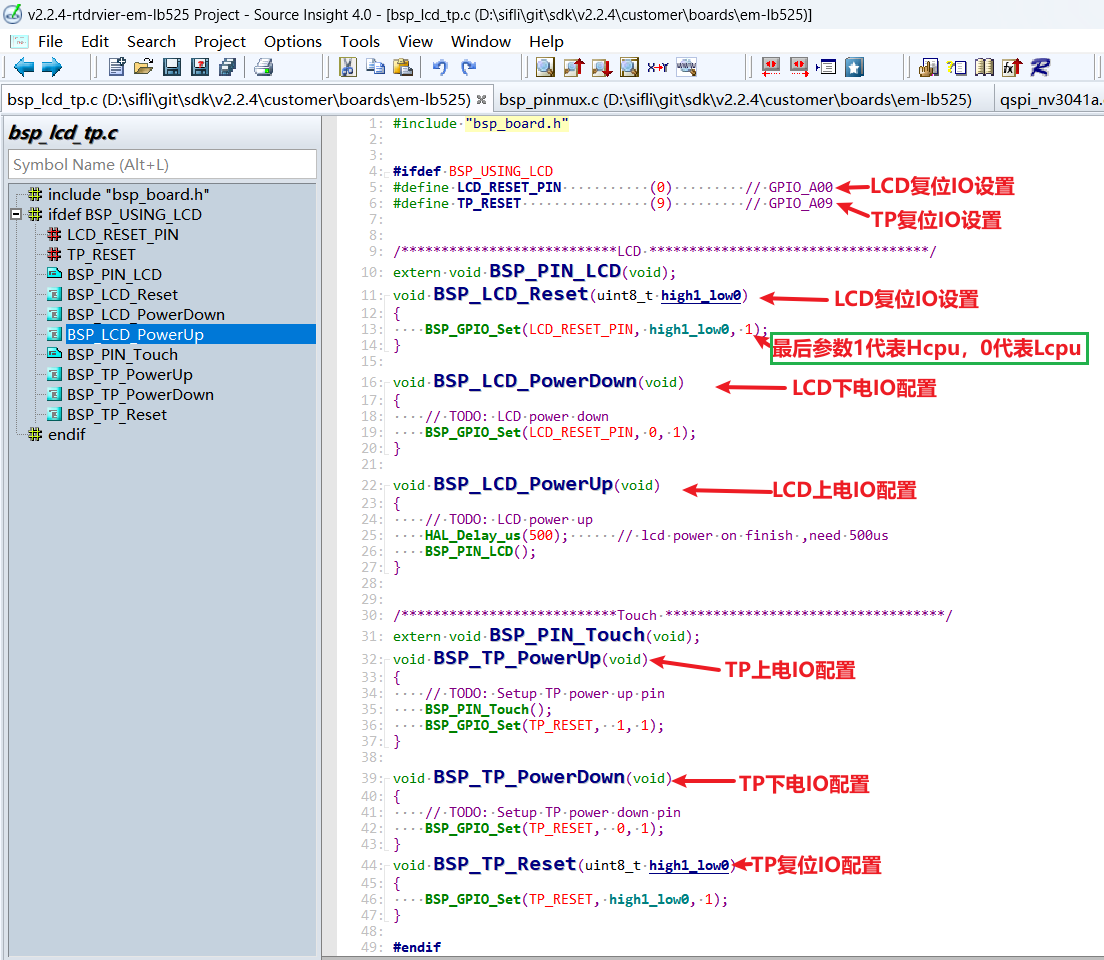 v2.2.4-rtdrvier-em-lb525 Project - Source Insight 4.0 - [bsp_lcd_tp.c (D:\sifli\git\sdk\v2.2.4\customer\boards\em-lb525)]
File Edit Search Project Options Tools View Window Help
bsp_lcd_tp.c (D:\sifli\git\sdk\v2.2.4\customer\boards\em-lb525) bsp_pinmux.c (D:\sifli\git\sdk\v2.2.4\customer\boards\em-lb525) qspi_nv3041a.
bsp_lcd_tp.c
Symbol Name (Alt+L)
include "bsp_board.h"
ifdef BSP_USING_LCD
LCD_RESET_PIN
TP_RESET
BSP_PIN_LCD
BSP_LCD_Reset
BSP_LCD_PowerDown
BSP_LCD_PowerUp
BSP_PIN_Touch
BSP_TP_PowerUp
BSP_TP_PowerDown
BSP_TP_Reset
endif
1: #include "bsp_board.h"
2:
3:
4: #ifdef BSP_USING_LCD
5: #define LCD_RESET_PIN (0) // GPIO_A00 LCD复位IO设置
6: #define TP_RESET (9) // GPIO_A09 TP复位IO设置
7:
8:
9: /***************************LCD ***********************************/
10: extern void BSP_PIN_LCD(void);
11: void BSP_LCD_Reset(uint8_t high1_low0) LCD复位IO设置
12: {
13: BSP_GPIO_Set(LCD_RESET_PIN, high1_low0, 1);
14: } 最后参数1代表Hcpu，0代表Lcpu
15:
16: void BSP_LCD_PowerDown(void) LCD下电IO配置
17: {
18: // TODO: LCD power down
19: BSP_GPIO_Set(LCD_RESET_PIN, 0, 1);
20: }
21:
22: void BSP_LCD_PowerUp(void) LCD上电IO配置
23: {
24: // TODO: LCD power up
25: HAL_Delay_us(500); // lcd power on finish ,need 500us
26: BSP_PIN_LCD();
27: }
28:
29:
30: /***************************Touch ***********************************/
31: extern void BSP_PIN_Touch(void);
32: void BSP_TP_PowerUp(void) TP上电IO配置
33: {
34: // TODO: Setup TP power up pin
35: BSP_PIN_Touch();
36: BSP_GPIO_Set(TP_RESET, 1, 1);
37: }
38:
39: void BSP_TP_PowerDown(void) TP下电IO配置
40: {
41: // TODO: Setup TP power down pin
42: BSP_GPIO_Set(TP_RESET, 0, 1);
43: }
44: void BSP_TP_Reset(uint8_t high1_low0) TP复位IO配置
45: {
46: BSP_GPIO_Set(TP_RESET, high1_low0, 1);
47: }
48:
49: #endif